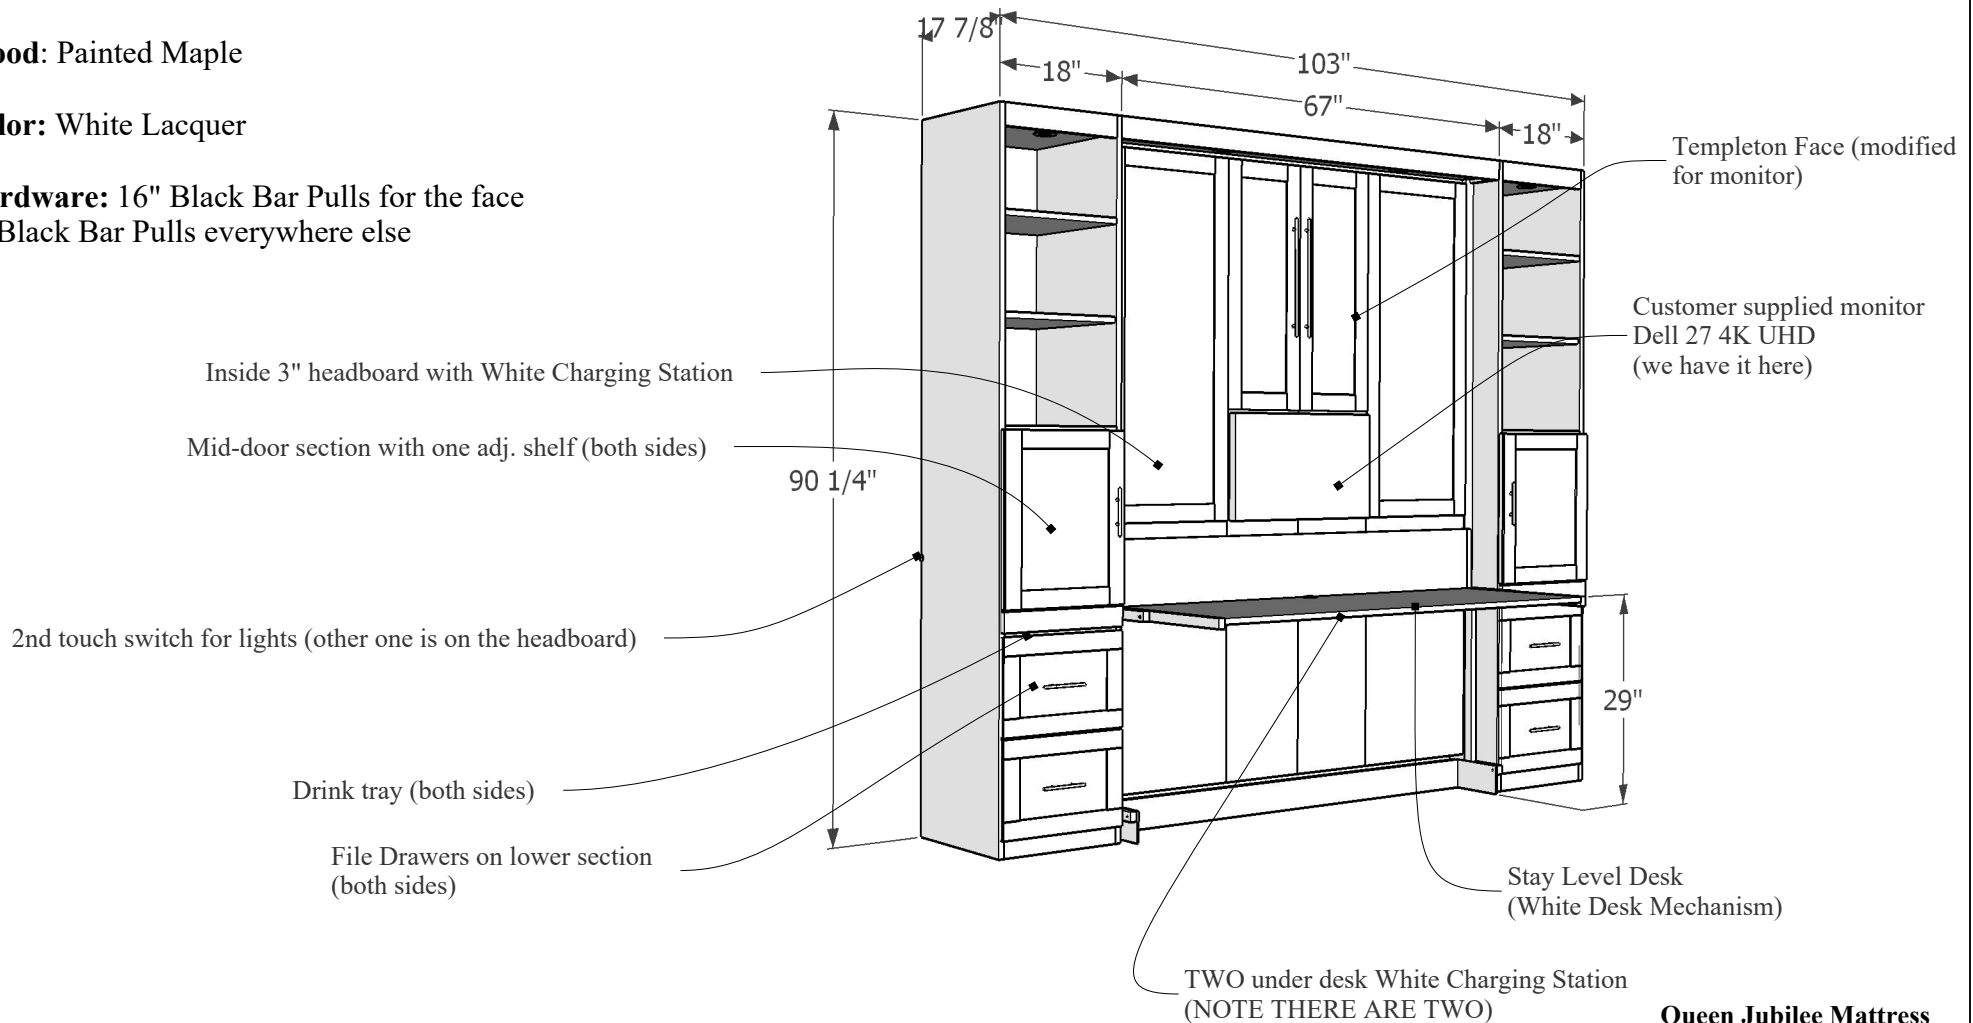 ood: Painted Maple
lor: White Lacquer
rdware: 16" Black Bar Pulls for the face
Black Bar Pulls everywhere else
17 7/8"
103"
18"
67"
18"
90 1/4"
29"
Templeton Face (modified
for monitor)
Customer supplied monitor
Dell 27 4K UHD
(we have it here)
Inside 3" headboard with White Charging Station
Mid-door section with one adj. shelf (both sides)
2nd touch switch for lights (other one is on the headboard)
Drink tray (both sides)
File Drawers on lower section
(both sides)
Stay Level Desk
(White Desk Mechanism)
TWO under desk White Charging Station
(NOTE THERE ARE TWO)
Queen Jubilee Mattress